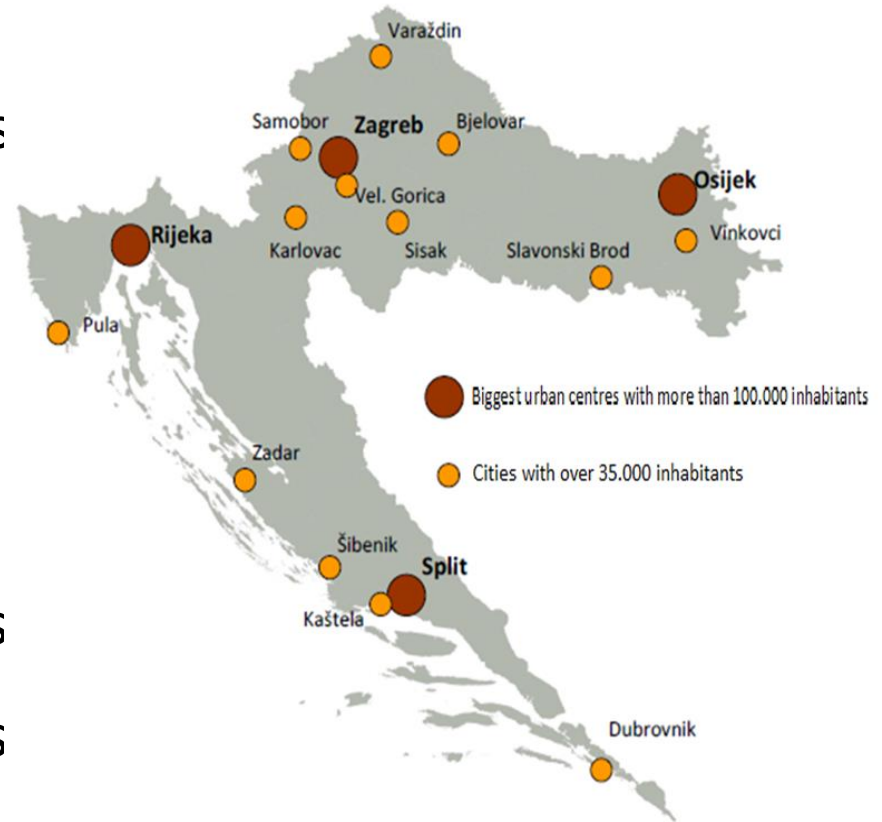 Varaždin
Samobor
Zagreb
Bjelovar
Vel. Gorica
Osijek
Rijeka
Karlovac
Sisak
Slavonski Brod
Vinkovci
Pula
Biggest urban centres with more than 100.000 inhabitants
Zadar
Cities with over 35.000 inhabitants
Šibenik
Split
Kaštela
Dubrovnik